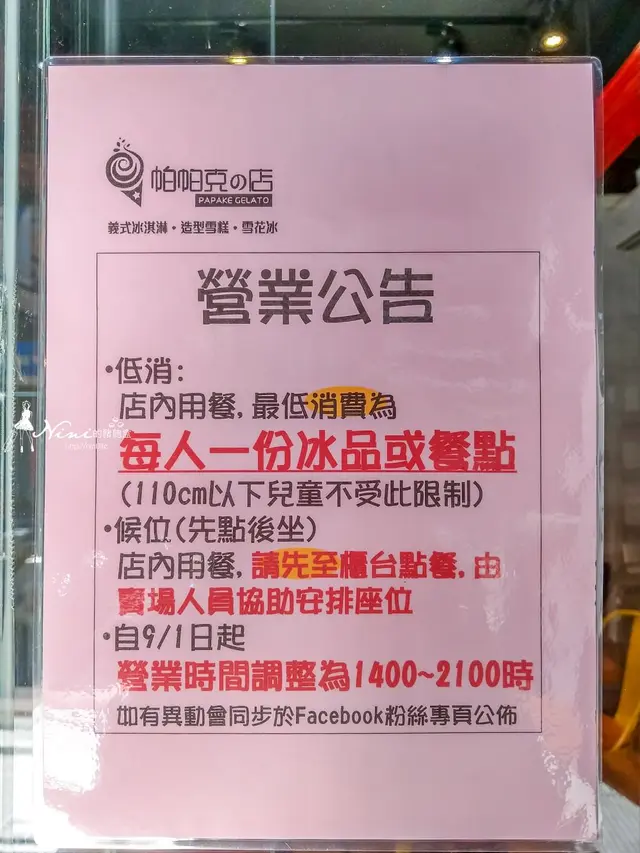 帕帕克の店
PAPAKE GELATO
義式冰淇淋・造型雪糕・雪花冰
營業公告
・低消：
店內用餐，最低消費為
每人一份冰品或餐點
(110cm以下兒童不受此限制)
・候位(先點後坐)
店內用餐，請先至櫃台點餐，由
賣場人員協助安排座位
・自9/1日起
營業時間調整為1400~2100時
如有異動會同步於Facebook粉絲專頁公佈
Nini